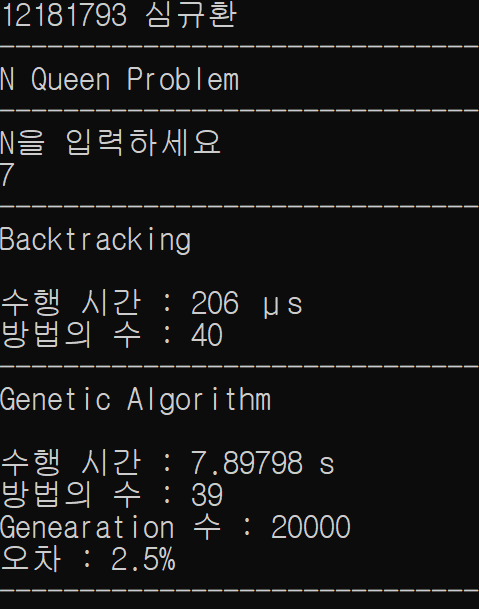 12181793 심규환
N Queen Problem
N을 입력하세요
7
Backtracking
수행 시간 : 206 µs
방법의 수 : 40
Genetic Algorithm
수행 시간 : 7.89798 s
방법의 수 : 39
Genearation 수 : 20000
오차 : 2.5%